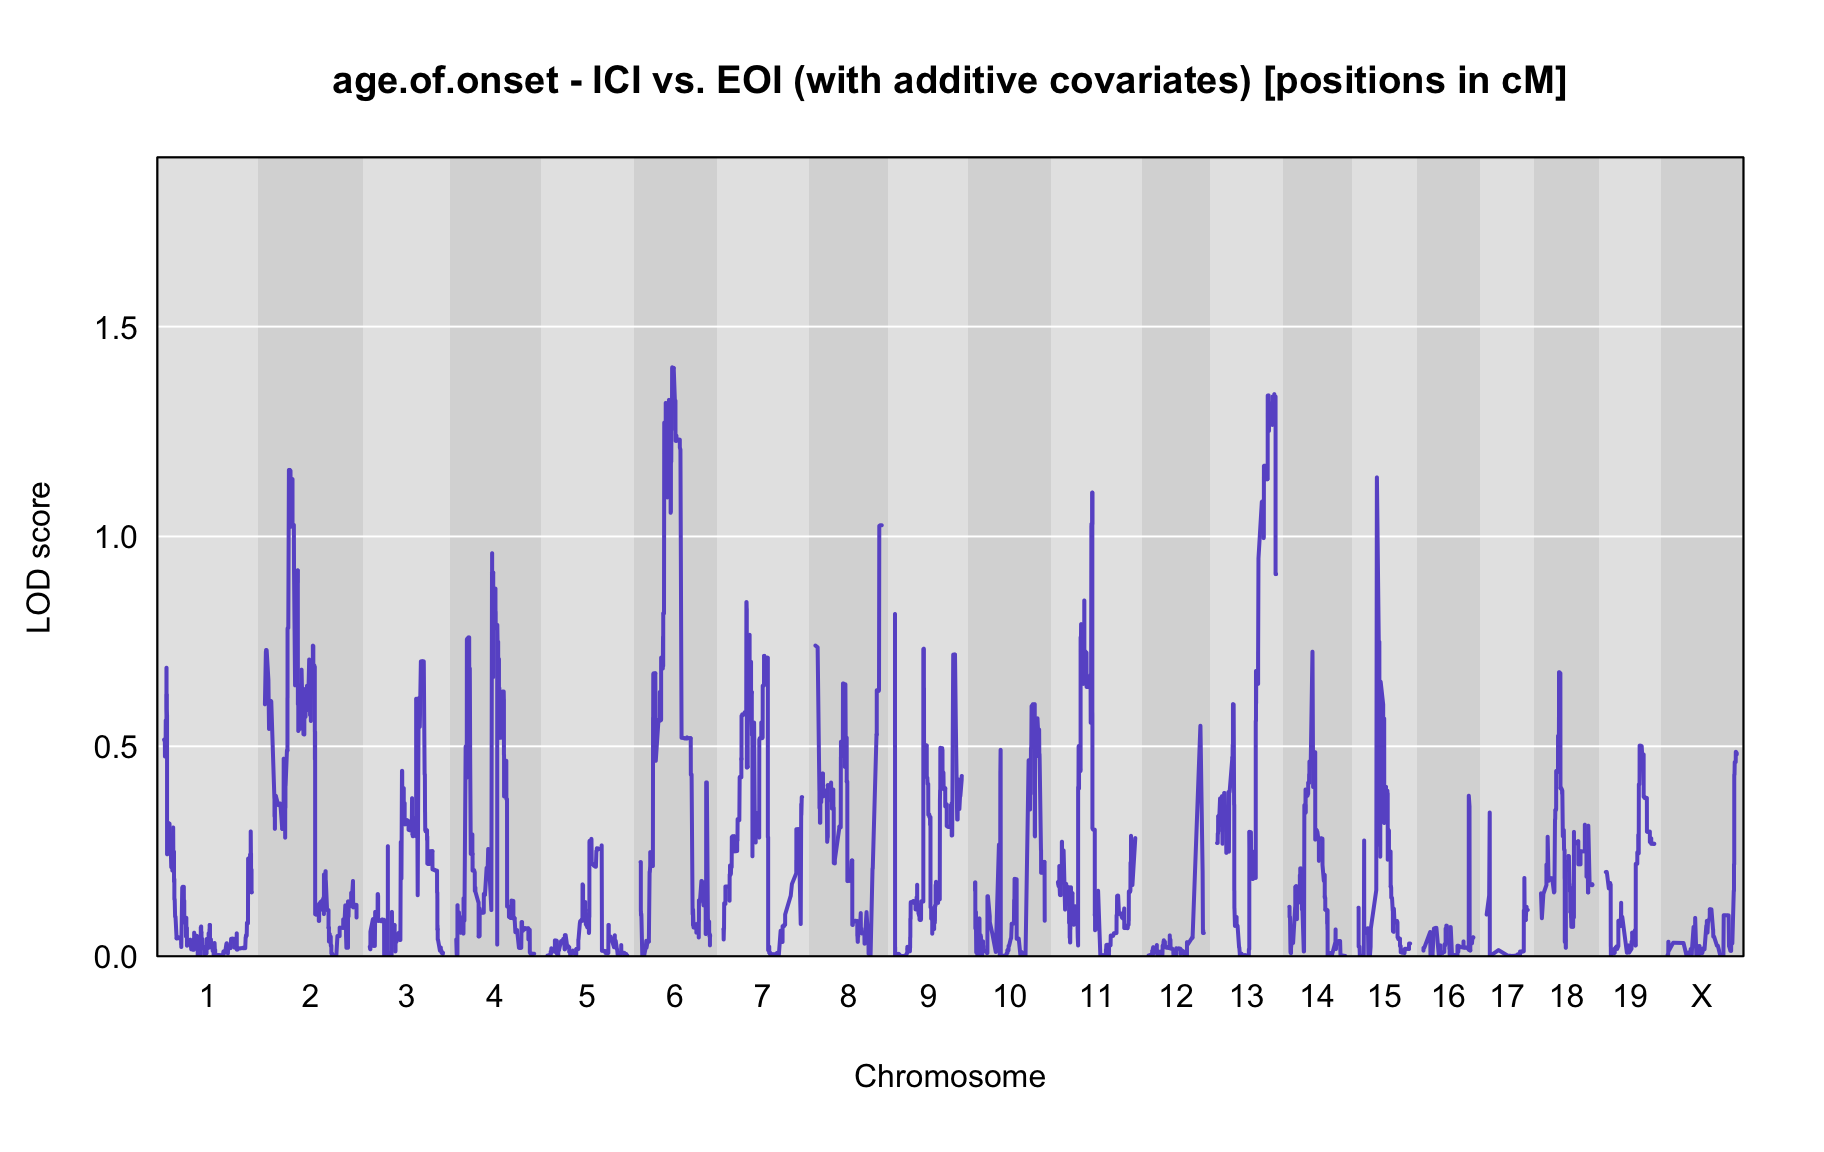 age.of.onset - ICI vs. EOI (with additive covariates) [positions in cM]
LOD score
1.5
1.0
0.5
0.0
1 2 3 4 5 6 7 8 9 10 11 12 13 14 15 16 17 18 19 X
Chromosome